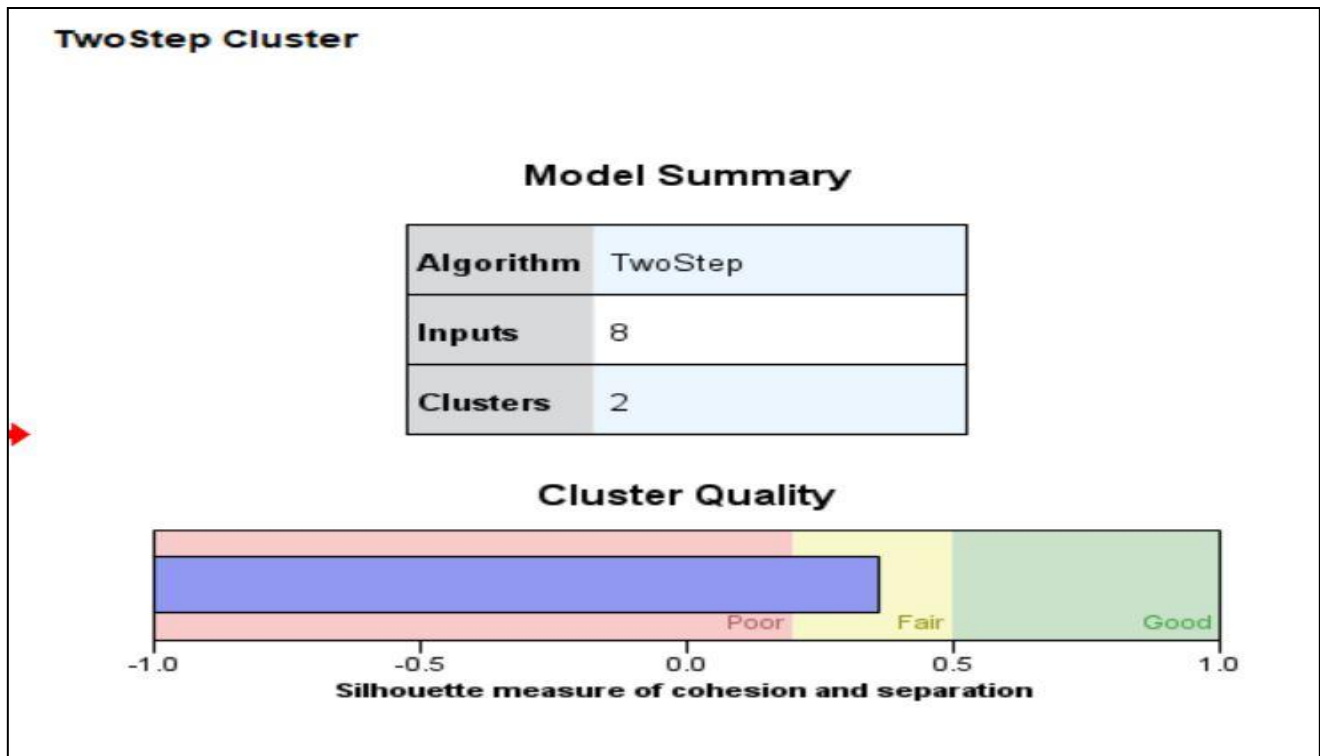 TwoStep Cluster
Model Summary
Algorithm TwoStep
Inputs 8
Clusters 2
Cluster Quality
Poor Fair Good
-1.0 -0.5 0.0 0.5 1.0
Silhouette measure of cohesion and separation